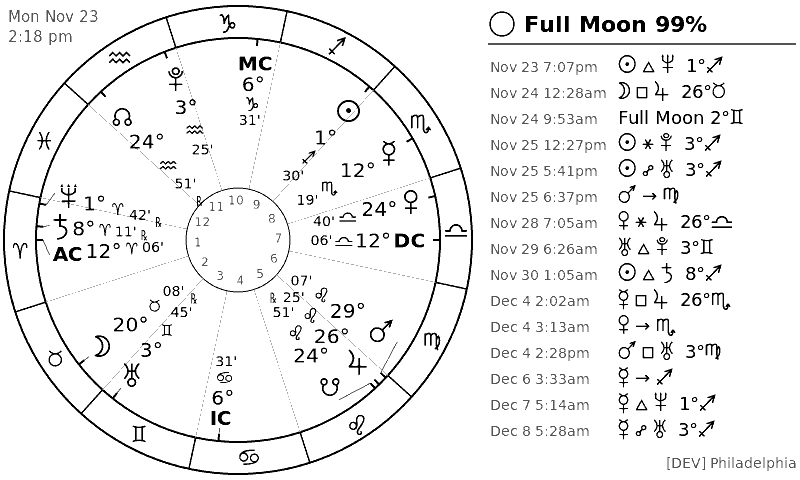 Mon Nov 23
2:18 pm
Full Moon 99%
Nov 23 7:07pm ☉ △ ♆ 1°♐
Nov 24 12:28am ☽ □ ♃ 26°♉
Nov 24 9:53am Full Moon 2°♊
Nov 25 12:27pm ☉ ⚹ ♇ 3°♐
Nov 25 5:41pm ☉ ☍ ♅ 3°♐
Nov 25 6:37pm ♂ → ♍
Nov 28 7:05am ♀ ⚹ ♃ 26°♎
Nov 29 6:26am ♅ △ ♇ 3°♊
Nov 30 1:05am ☉ △ ♄ 8°♐
Dec 4 2:02am ☿ □ ♃ 26°♏
Dec 4 3:13am ♀ → ♏
Dec 4 2:28pm ♂ □ ♅ 3°♍
Dec 6 3:33am ☿ → ♐
Dec 7 5:14am ☿ △ ♆ 1°♐
Dec 8 5:28am ☿ ☍ ♅ 3°♐
[DEV] Philadelphia
♑
♐
♏
♎
♍
♌
♋
♊
♉
♈
♓
♒
MC
6°
♑
31'
☉
1°
♐
30'
☿
12°
♏
19'
♀ 24° ♎ 40'
DC 12° ♎ 06'
♂
29°
♌
07'
♃
26°
♌
25'
℞
☋
24°
♌
51'
31'
♋
6°
IC
♅
3°
♊
45'
℞
☽
20°
♉
08'
AC 12° ♈ 06'
♄ 8° ♈ 11' ℞
♆ 1° ♈ 42' ℞
☊
24°
♒
51'
℞
♇
3°
♒
25'
1
2
3
4
5
6
7
8
9
10
11
12